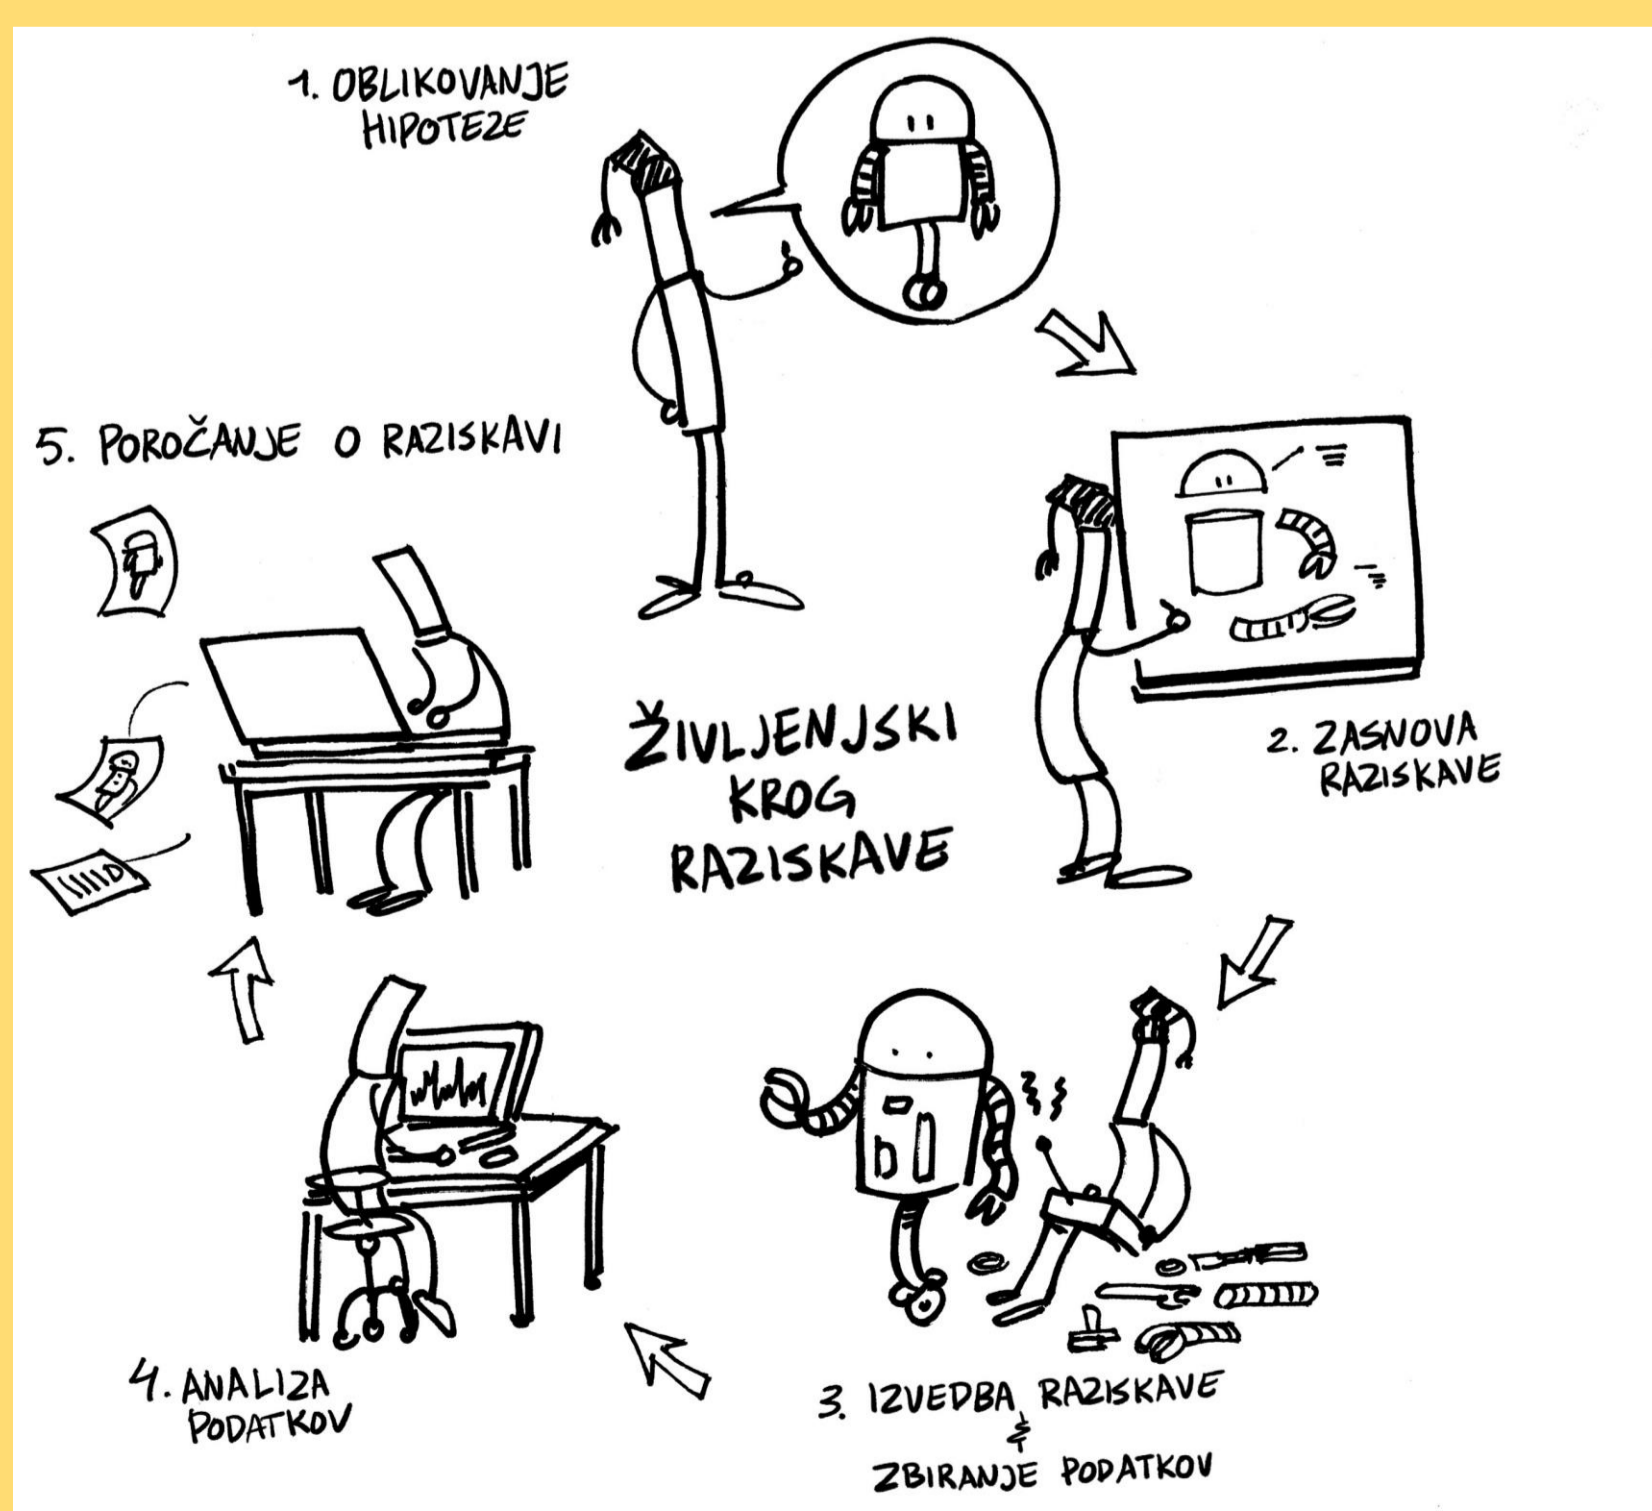 1. OBLIKOVANJE
HIPOTEZE
5. POROČANJE O RAZISKAVI
ŽIVLJENJSKI
KROG
RAZISKAVE
2. ZASNOVA
RAZISKAVE
4. ANALIZA
PODATKOV
3. IZVEDBA RAZISKAVE
&
ZBIRANJE PODATKOV